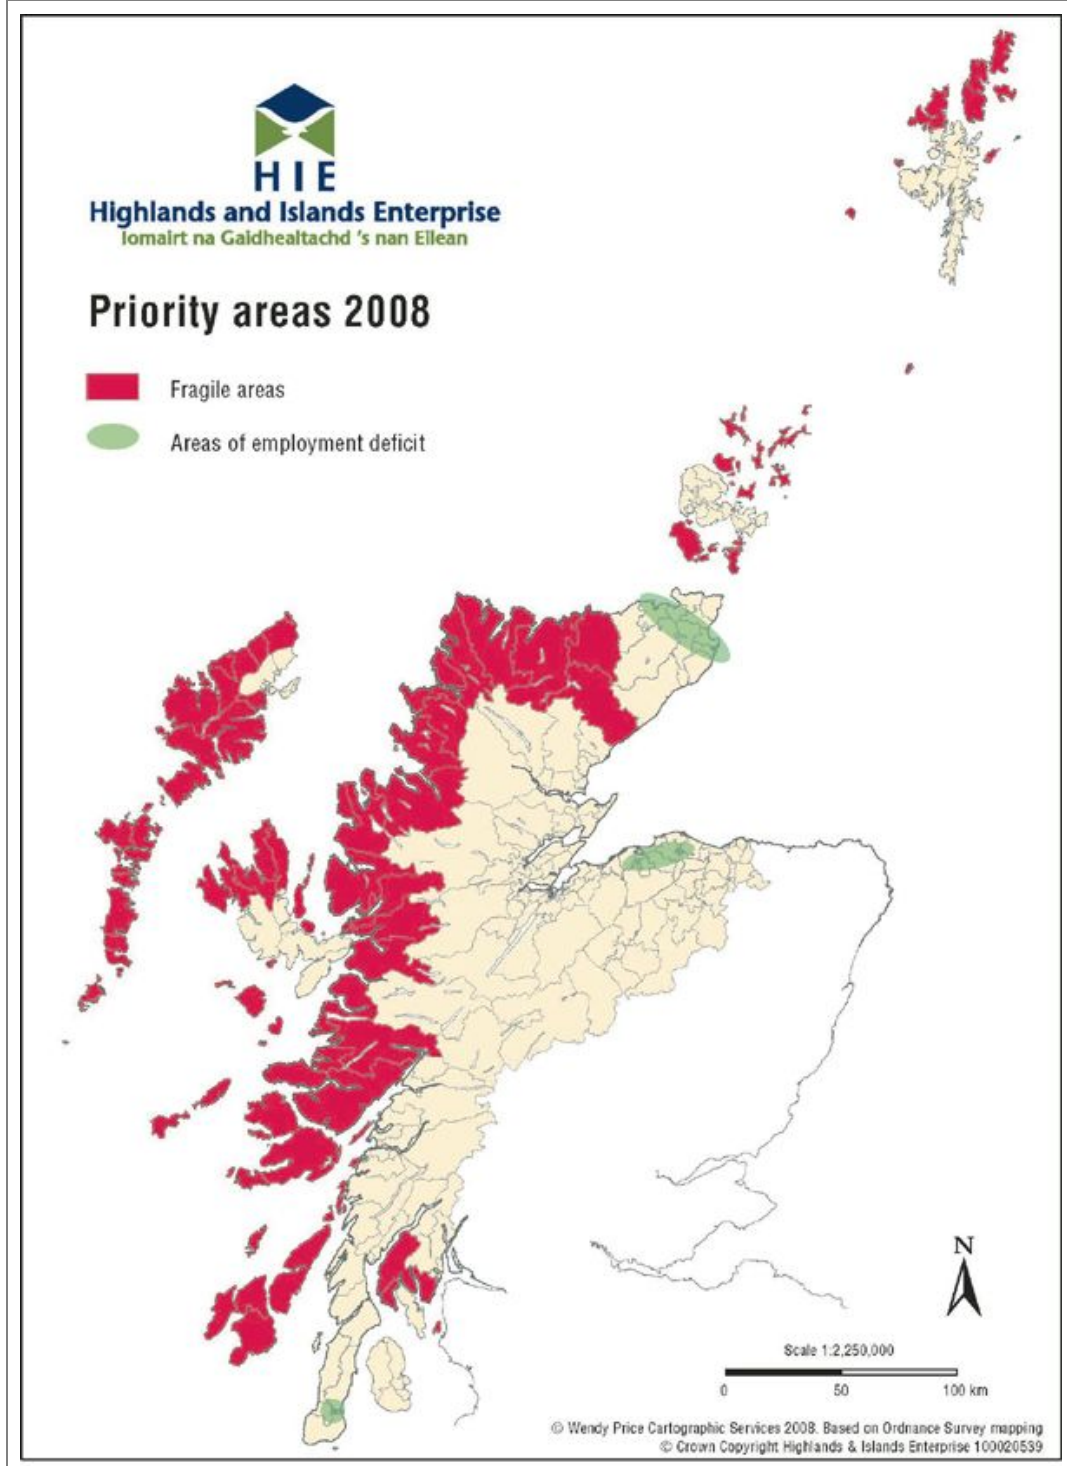 HIE
Highlands and Islands Enterprise
Iomairt na Gaidhealtachd 's nan Eilean
Priority areas 2008
Fragile areas
Areas of employment deficit
N
Scale 1:2,250,000
0 50 100 km
© Wendy Price Cartographic Services 2008. Based on Ordnance Survey mapping
© Crown Copyright Highlands & Islands Enterprise 100020539